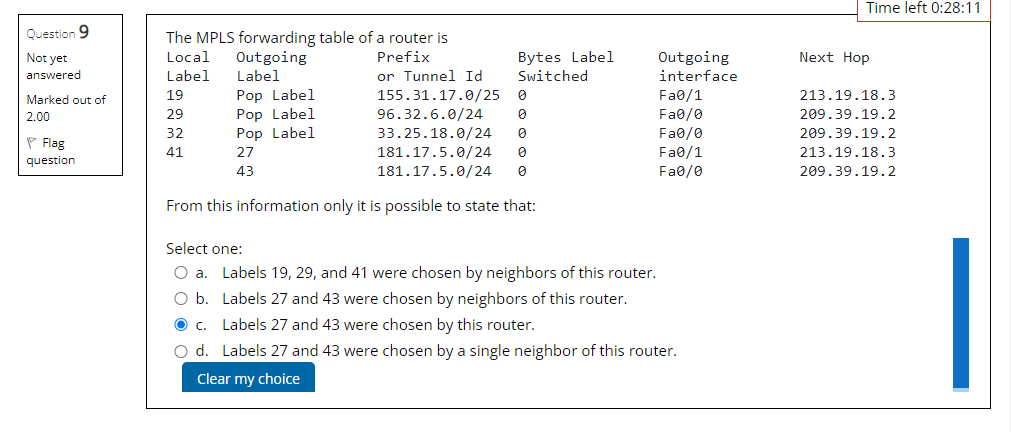 Time left 0:28:11
Question 9
Not yet
answered
Marked out of
2.00
Flag
question
The MPLS forwarding table of a router is
Local Outgoing Prefix Bytes Label Outgoing Next Hop
Label Label or Tunnel Id Switched interface
19 Pop Label 155.31.17.0/25 0 Fa0/1 213.19.18.3
29 Pop Label 96.32.6.0/24 0 Fa0/0 209.39.19.2
32 Pop Label 33.25.18.0/24 0 Fa0/0 209.39.19.2
41 27 181.17.5.0/24 0 Fa0/1 213.19.18.3
43 181.17.5.0/24 0 Fa0/0 209.39.19.2
From this information only it is possible to state that:
Select one:
a. Labels 19, 29, and 41 were chosen by neighbors of this router.
b. Labels 27 and 43 were chosen by neighbors of this router.
c. Labels 27 and 43 were chosen by this router.
d. Labels 27 and 43 were chosen by a single neighbor of this router.
Clear my choice